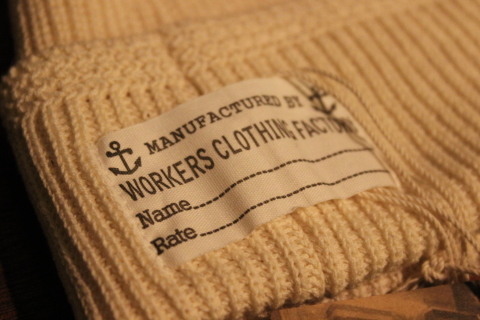 MANUFACTURED BY
WORKERS CLOTHING FACTORY
Name
Rate